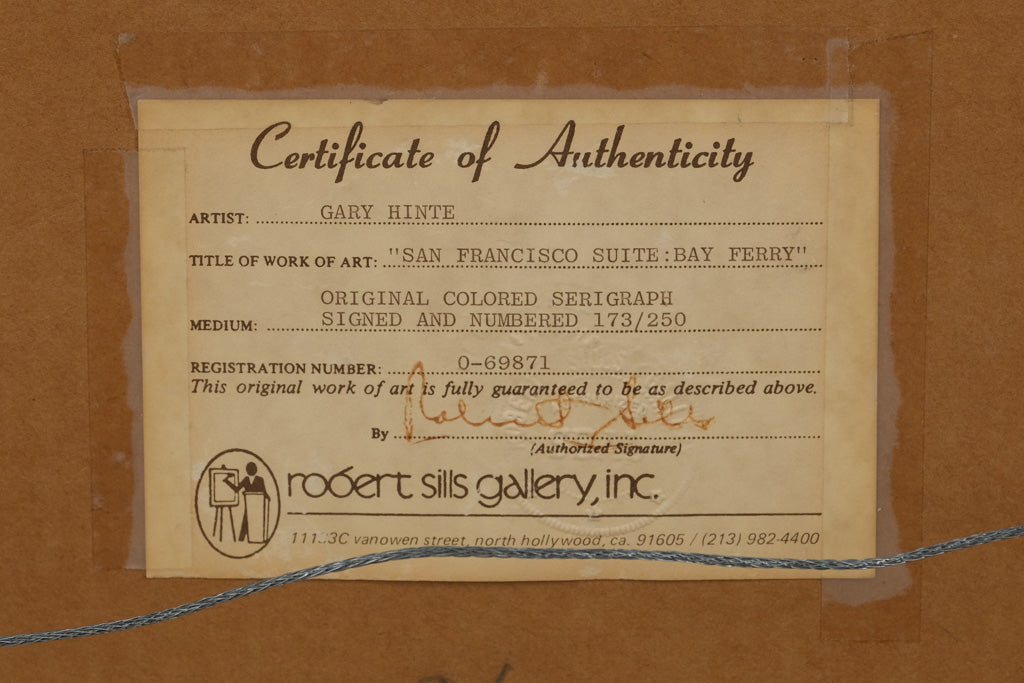 Certificate of Authenticity
ARTIST: GARY HINTE
TITLE OF WORK OF ART: "SAN FRANCISCO SUITE:BAY FERRY"
ORIGINAL COLORED SERIGRAPH
MEDIUM: SIGNED AND NUMBERED 173/250
REGISTRATION NUMBER: 0-69871
This original work of art is fully guaranteed to be as described above.
By Robert Sills
(Authorized Signature)
robert sills gallery, inc.
vanowen street, north hollywood, ca. 91605 / (213) 982-4400